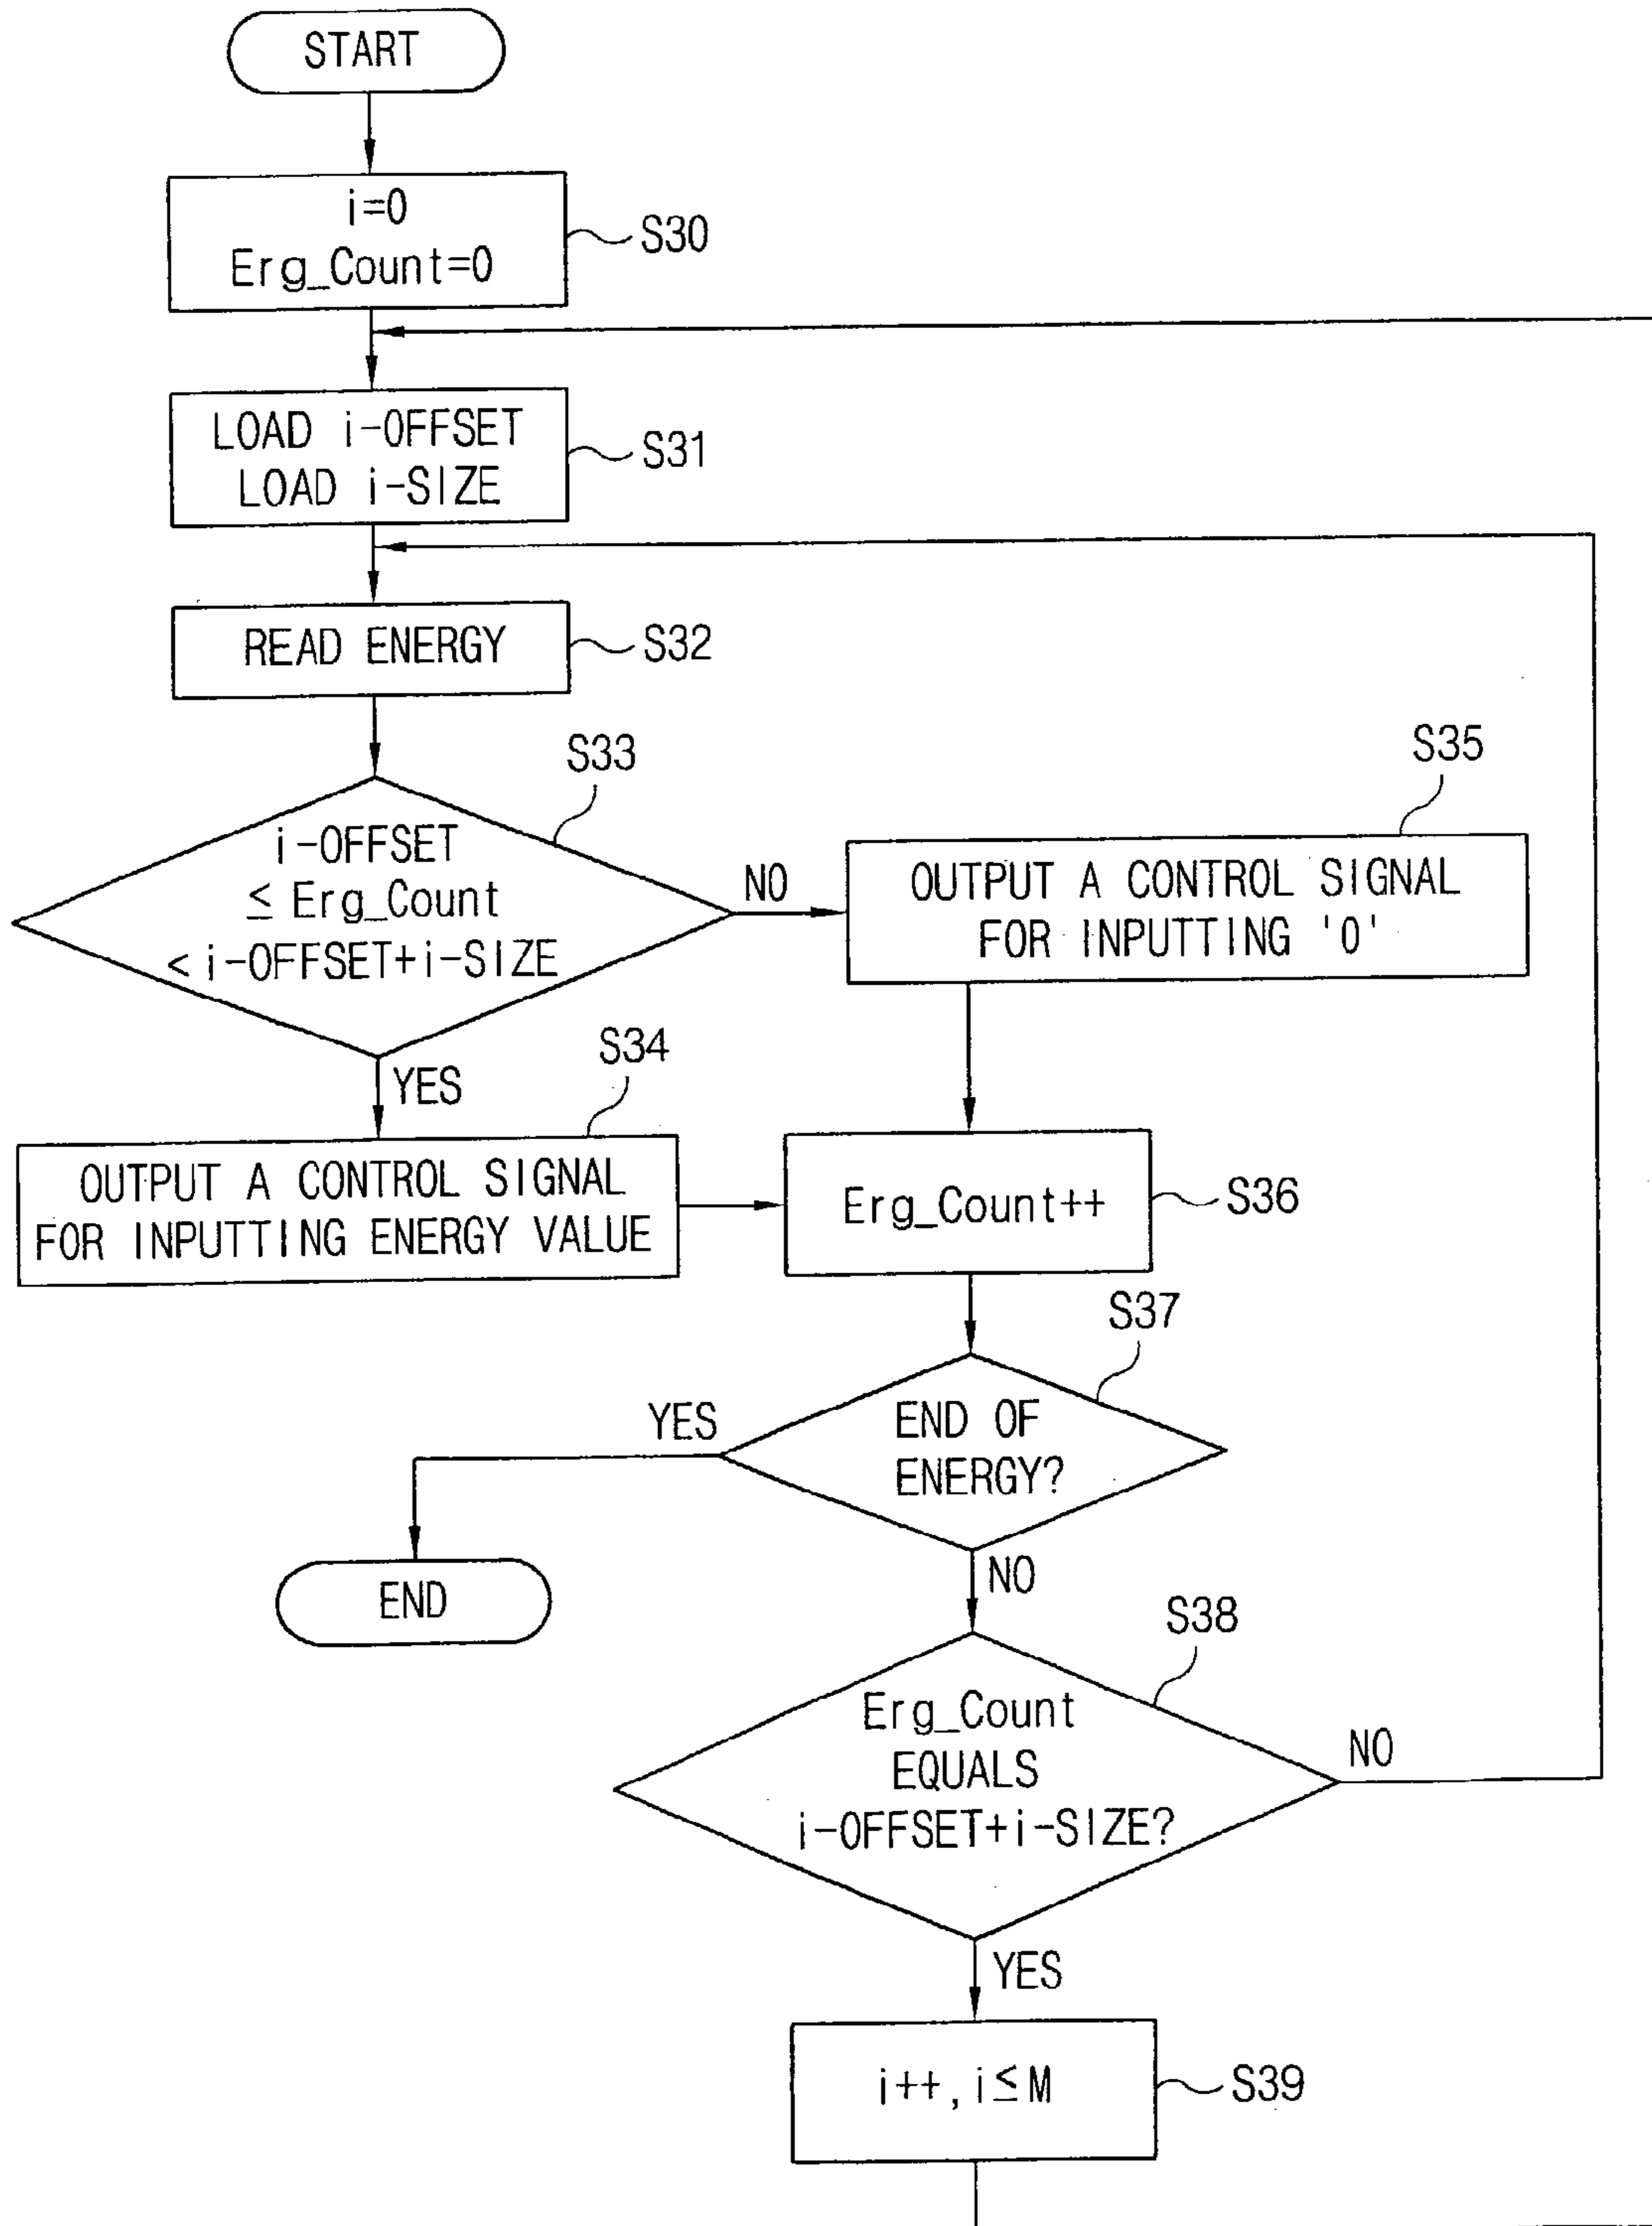 START
i=0
Erg_Count=0
S30
LOAD i-OFFSET
LOAD i-SIZE
S31
READ ENERGY
S32
S33
i-OFFSET
≤ Erg_Count
< i-OFFSET+i-SIZE
NO
YES
S35
OUTPUT A CONTROL SIGNAL
FOR INPUTTING '0'
S34
OUTPUT A CONTROL SIGNAL
FOR INPUTTING ENERGY VALUE
Erg_Count++
S36
S37
END OF
ENERGY?
YES
END
NO
S38
Erg_Count
EQUALS
i-OFFSET+i-SIZE?
NO
YES
i++, i≤M
S39